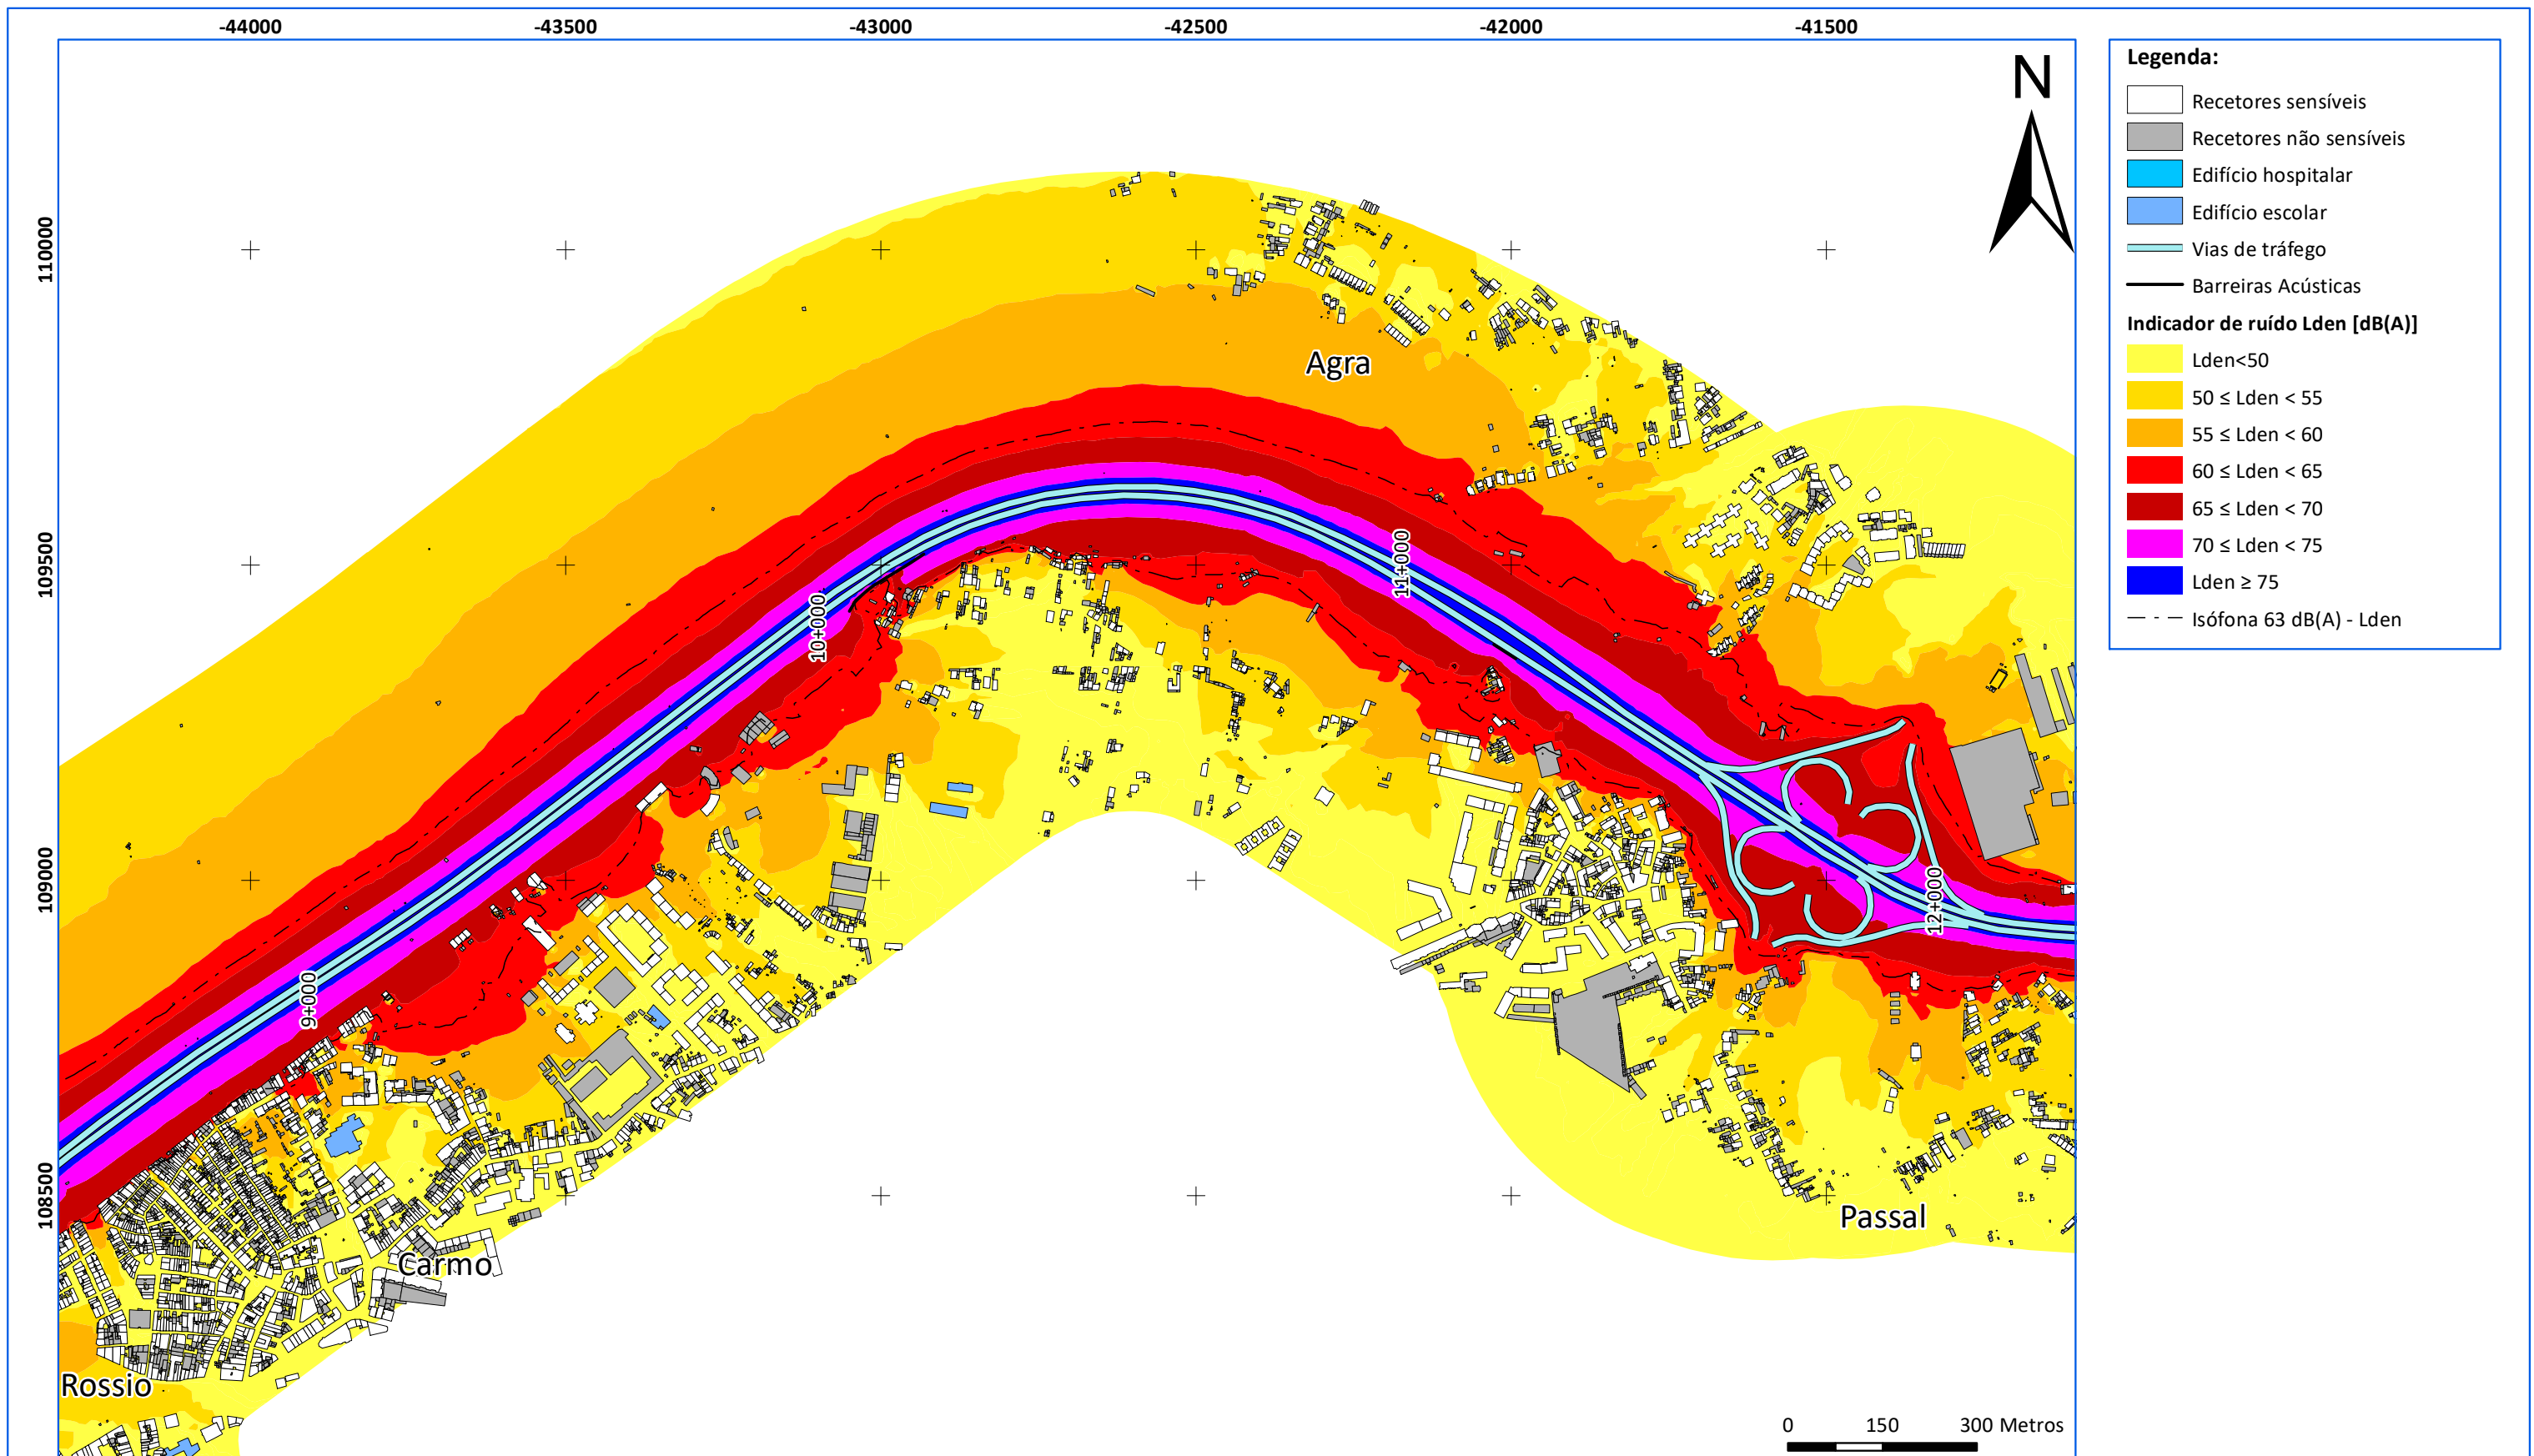 -44000 -43500 -43000 -42500 -42000 -41500
N
110000
109500
109000
108500
Agra
11+000
10+000
9+000
12+000
Passal
Carmo
Rossio
0 150 300 Metros
Legenda:
Recetores sensíveis
Recetores não sensíveis
Edifício hospitalar
Edifício escolar
Vias de tráfego
Barreiras Acústicas
Indicador de ruído Lden [dB(A)]
Lden<50
50 ≤ Lden < 55
55 ≤ Lden < 60
60 ≤ Lden < 65
65 ≤ Lden < 70
70 ≤ Lden < 75
Lden ≥ 75
Isófona 63 dB(A) - Lden